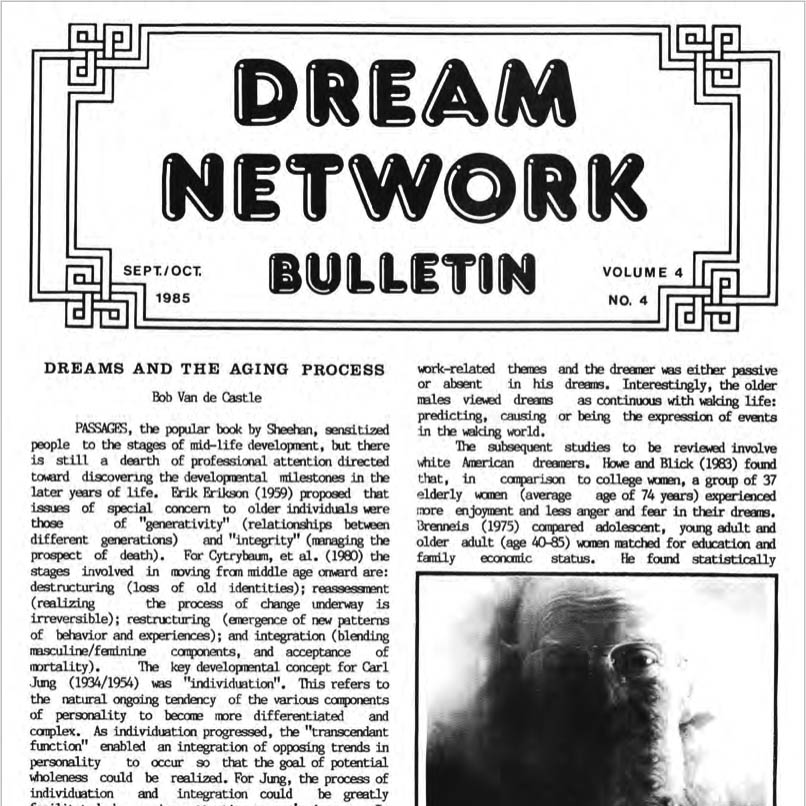 DREAM
NETWORK
BULLETIN
SEPT./OCT.
1985
VOLUME 4
NO. 4
DREAMS AND THE AGING PROCESS
Bob Van de Castle
PASSAGES, the popular book by Sheehan, sensitized
people to the stages of mid-life development, but there
is still a dearth of professional attention directed
toward discovering the developmental milestones in the
later years of life. Erik Erikson (1959) proposed that
issues of special concern to older individuals were
those of "generativity" (relationships between
different generations) and "integrity" (managing the
prospect of death). For Cytrybaum, et al. (1980) the
stages involved in moving from middle age onward are:
destructuring (loss of old identities); reassessment
(realizing the process of change underway is
irreversible); restructuring (emergence of new patterns
of behavior and experiences); and integration (blending
masculine/feminine components, and acceptance of
mortality). The key developmental concept for Carl
Jung (1934/1954) was "individuation". This refers to
the natural ongoing tendency of the various components
of personality to become more differentiated and
complex. As individuation progressed, the "transcendant
function" enabled an integration of opposing trends in
personality to occur so that the goal of potential
wholeness could be realized. For Jung, the process of
individuation and integration could be greatly
work-related themes and the dreamer was either passive
or absent in his dreams. Interestingly, the older
males viewed dreams as continuous with waking life:
predicting, causing or being the expression of events
in the waking world.
The subsequent studies to be reviewed involve
white American dreamers. Howe and Blick (1983) found
that, in comparison to college women, a group of 37
elderly women (average age of 74 years) experienced
more enjoyment and less anger and fear in their dreams.
Brenneis (1975) compared adolescent, young adult and
older adult (age 40-85) women matched for education and
family economic status. He found statistically